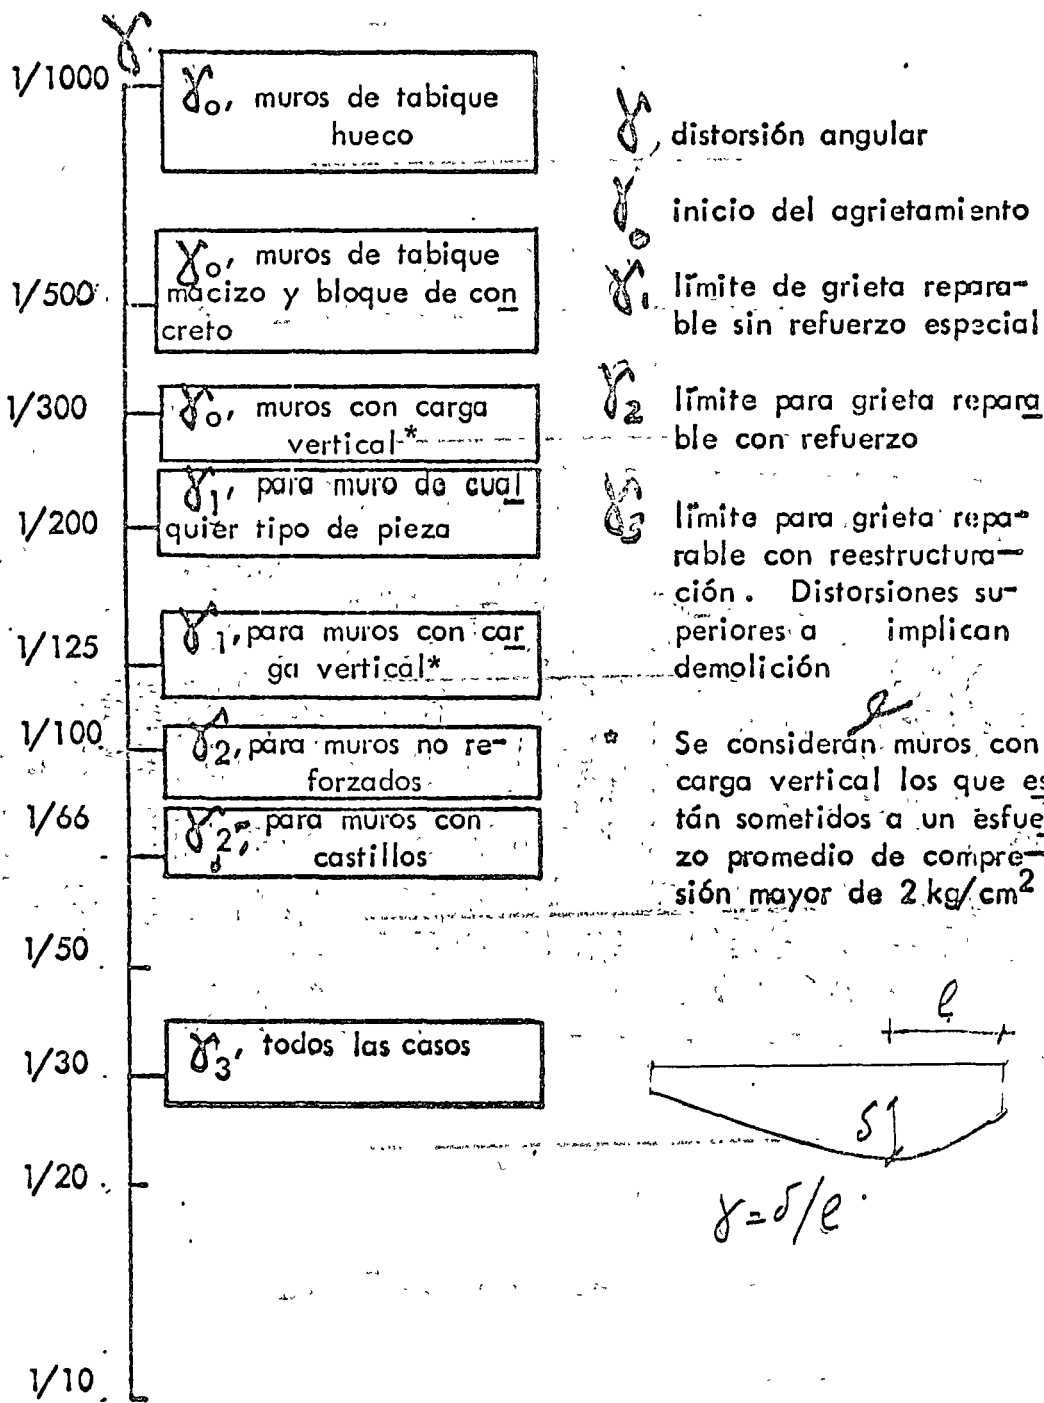 γ
1/1000
γ₀, muros de tabique
hueco
1/500
γ₀, muros de tabique
macizo y bloque de con
creto
1/300
γ₀, muros con carga
vertical*
1/200
γ₁, para muro de cual
quier tipo de pieza
1/125
γ₁, para muros con car
ga vertical*
1/100
γ₂, para muros no re-
forzados
1/66
γ₂, para muros con
castillos
1/50
1/30
γ₃, todos las casos
1/20
1/10
γ, distorsión angular
γ₀ inicio del agrietamiento
γ₁ límite de grieta repara-
ble sin refuerzo especial
γ₂ límite para grieta repara
ble con refuerzo
γ₃ límite para grieta repa-
rable con reestructura-
ción. Distorsiones su-
periores a implican
demolición
* Se considerán muros con
carga vertical los que es
tán sometidos a un esfue
zo promedio de compre-
sión mayor de 2 kg/cm²
ℓ
δ
γ=δ/ℓ